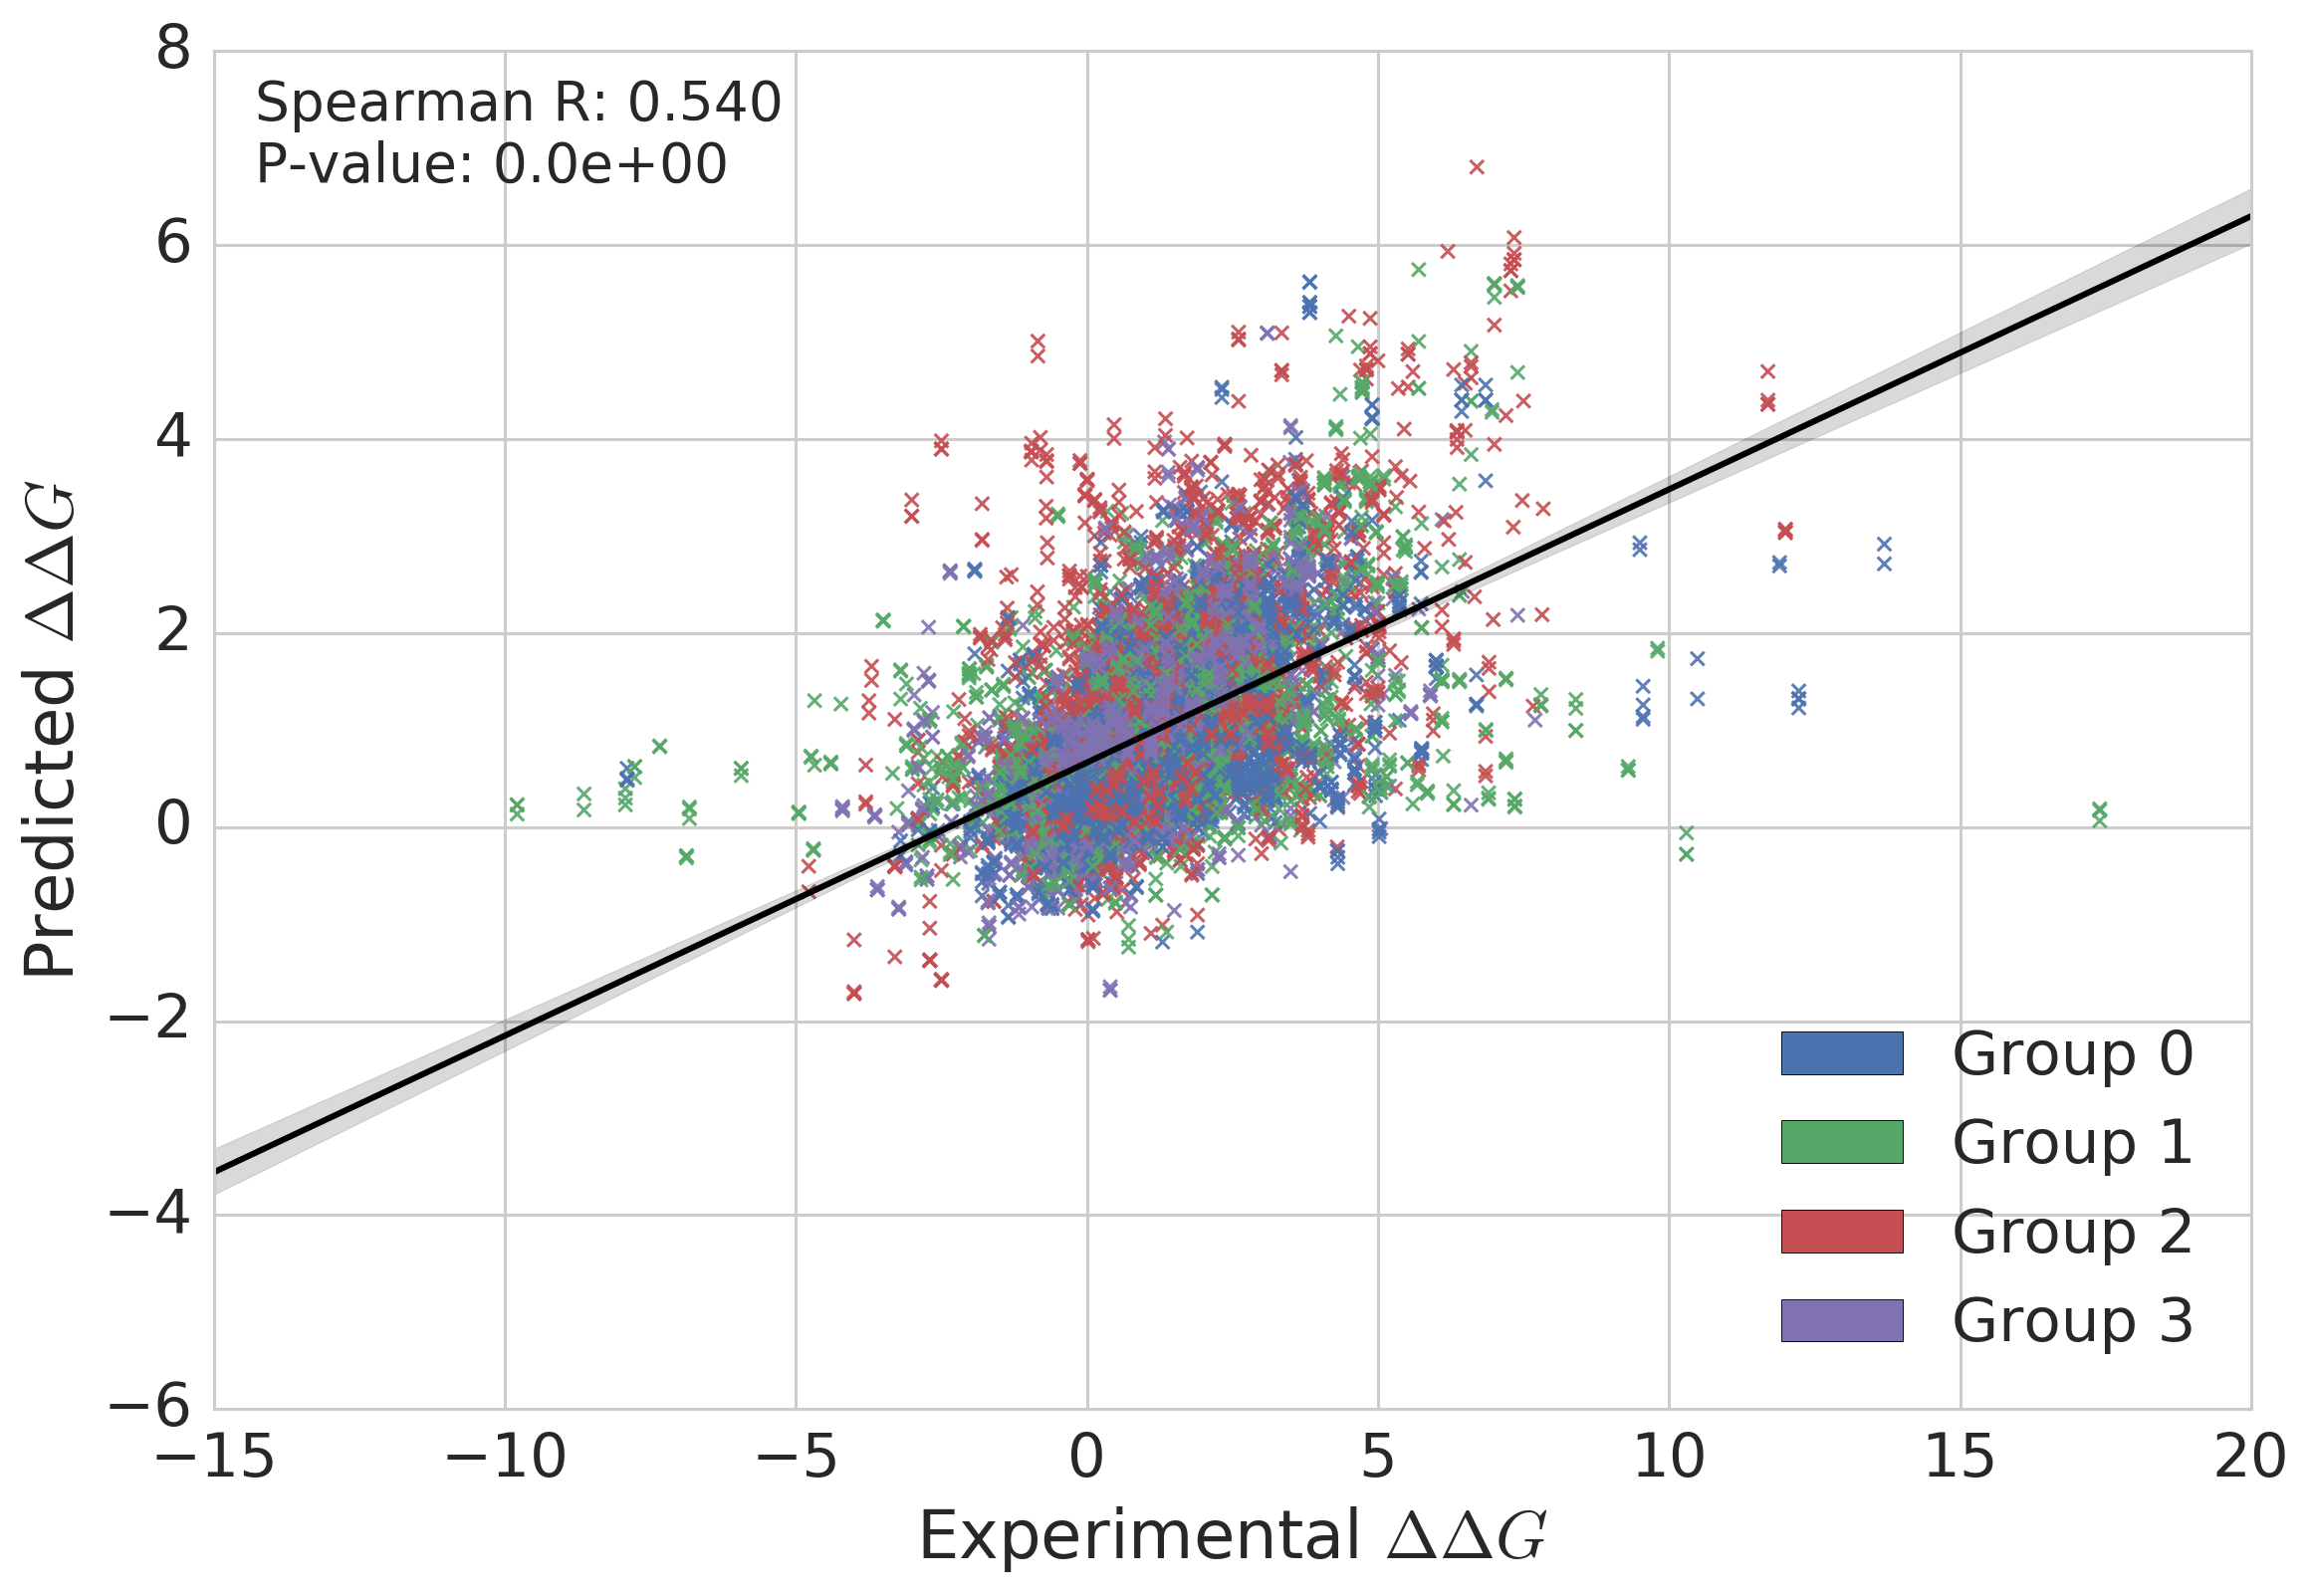 Spearman R: 0.540
P-value: 0.0e+00
8
6
4
2
0
−2
−4
−6
Predicted ΔΔG
Group 0
Group 1
Group 2
Group 3
−15 −10 −5 0 5 10 15 20
Experimental ΔΔG